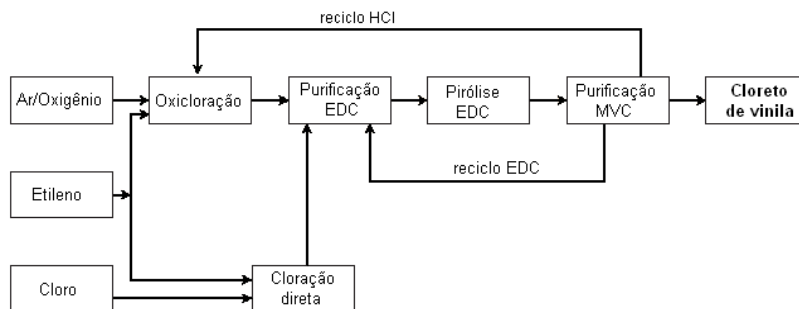 reciclo HCl
Ar/Oxigênio
Oxicloração
Purificação
EDC
Pirólise
EDC
Purificação
MVC
Cloreto
de vinila
reciclo EDC
Etileno
Cloro
Cloração
direta